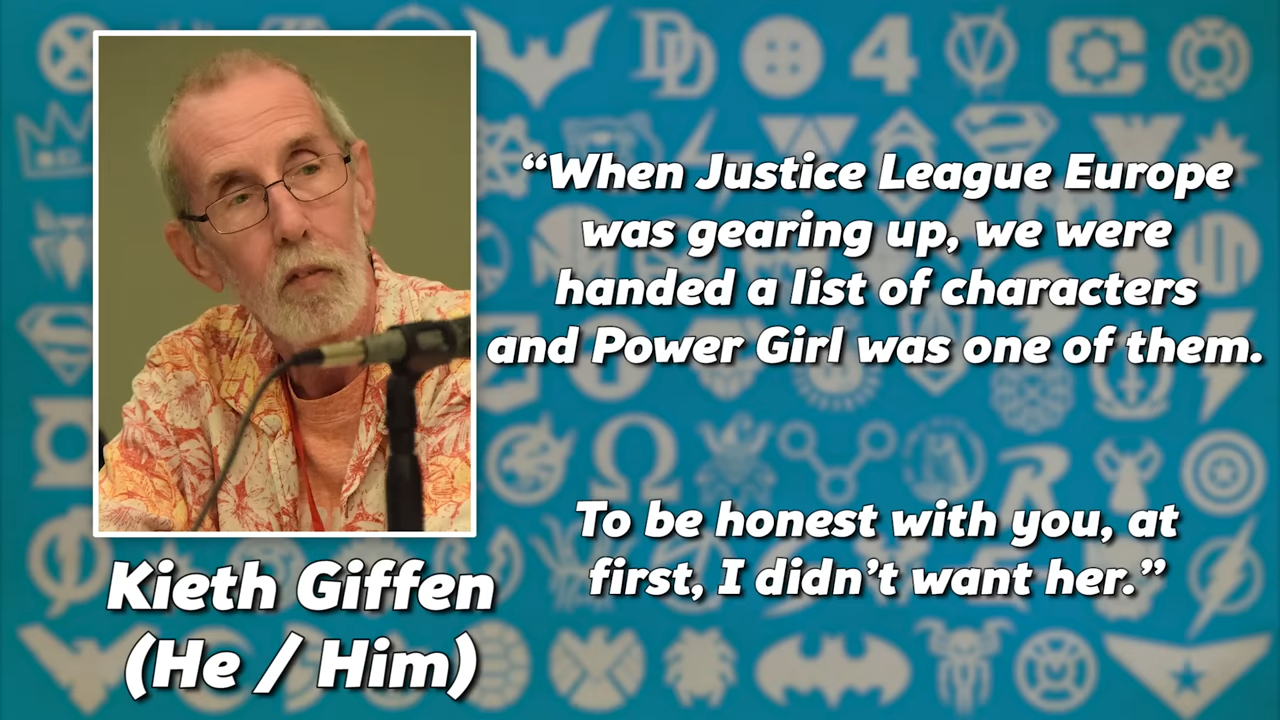 “When Justice League Europe
was gearing up, we were
handed a list of characters
and Power Girl was one of them.
To be honest with you, at
first, I didn’t want her.”
Kieth Giffen
(He / Him)